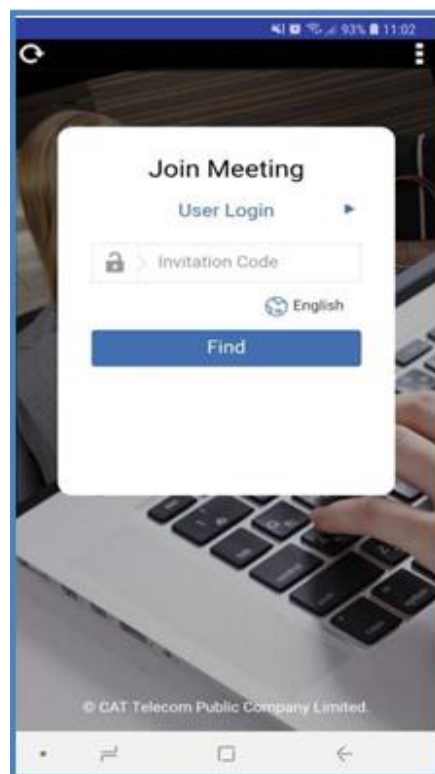 93% 11:02
Join Meeting
User Login
Invitation Code
English
Find
© CAT Telecom Public Company Limited.